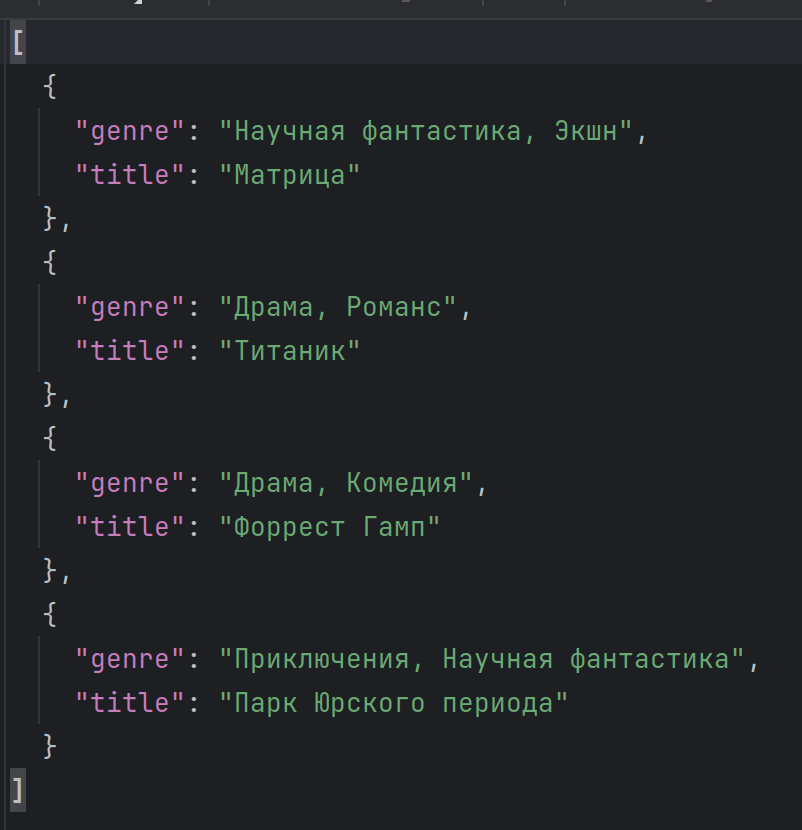 [
  {
    "genre": "Научная фантастика, Экшн",
    "title": "Матрица"
  },
  {
    "genre": "Драма, Романс",
    "title": "Титаник"
  },
  {
    "genre": "Драма, Комедия",
    "title": "Форрест Гамп"
  },
  {
    "genre": "Приключения, Научная фантастика",
    "title": "Парк Юрского периода"
  }
]